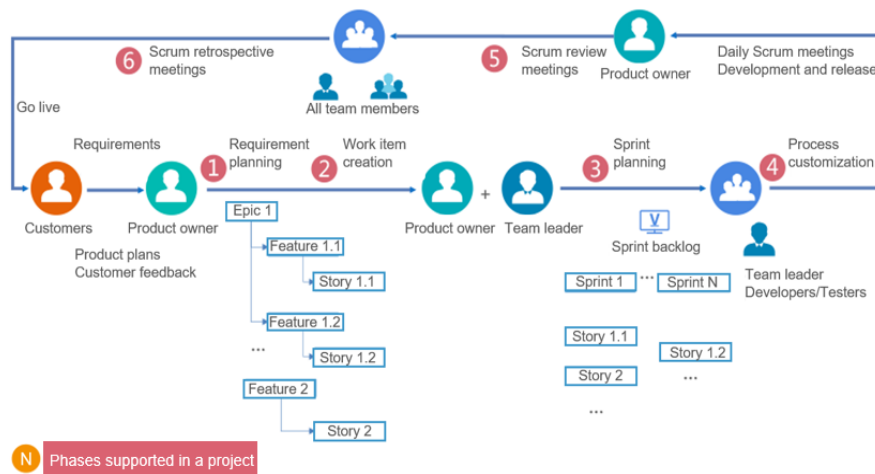 6
Scrum retrospective
meetings
5
Scrum review
meetings
Product owner
Daily Scrum meetings
Development and release
All team members
Go live
Requirements
1
Requirement
planning
2
Work item
creation
3
Sprint
planning
4
Process
customization
Customers
Product owner
Product plans
Customer feedback
Product owner
+
Team leader
Sprint backlog
Team leader
Developers/Testers
Epic 1
Feature 1.1
Story 1.1
Feature 1.2
...
Story 1.2
Feature 2
Story 2
Sprint 1
...
Sprint N
Story 1.1
Story 1.2
Story 2
...
...
N
Phases supported in a project